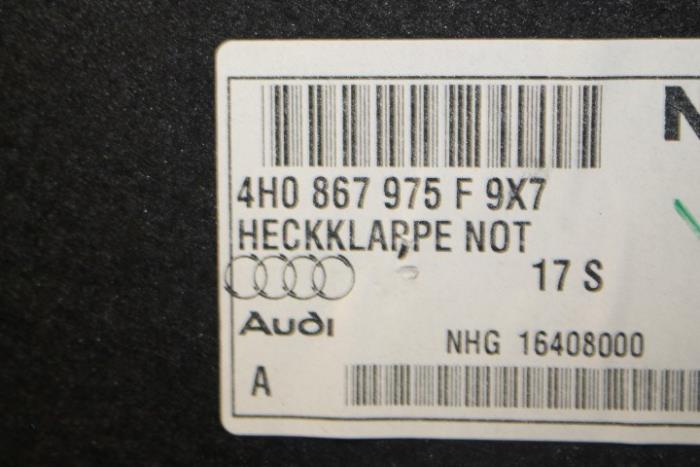 4H0 867 975 F 9X7
HECKKLAPPE NOT
17 S
Audi
NHG 16408000
A